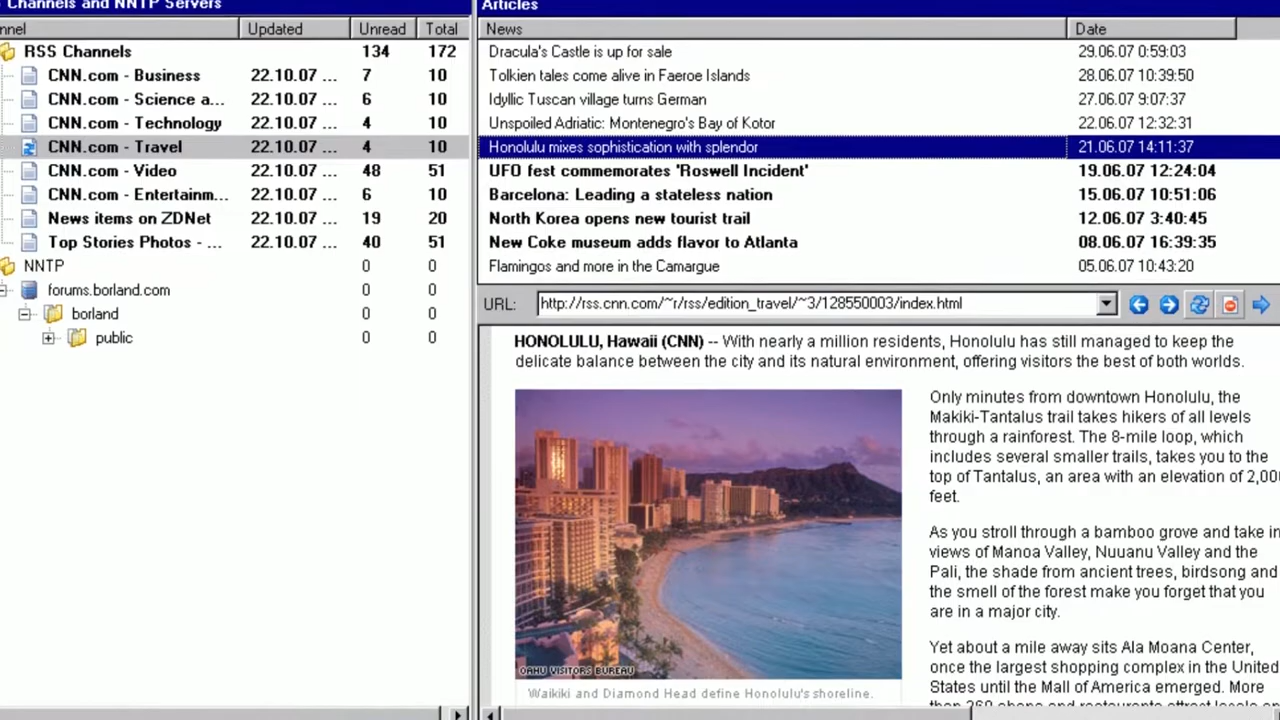 Channels and NNTP Servers
Updated Unread Total
RSS Channels 134 172
CNN.com - Business 22.10.07 ... 7 10
CNN.com - Science a... 22.10.07 ... 6 10
CNN.com - Technology 22.10.07 ... 4 10
CNN.com - Travel 22.10.07 ... 4 10
CNN.com - Video 22.10.07 ... 48 51
CNN.com - Entertainm... 22.10.07 ... 6 10
News items on ZDNet 22.10.07 ... 19 20
Top Stories Photos - ... 22.10.07 ... 40 51
NNTP 0 0
forums.borland.com 0 0
borland 0 0
public 0 0
Articles
News Date
Dracula's Castle is up for sale 29.06.07 0:59:03
Tolkien tales come alive in Faeroe Islands 28.06.07 10:39:50
Idyllic Tuscan village turns German 27.06.07 9:07:37
Unspoiled Adriatic: Montenegro's Bay of Kotor 22.06.07 12:32:31
Honolulu mixes sophistication with splendor 21.06.07 14:11:37
UFO fest commemorates 'Roswell Incident' 19.06.07 12:24:04
Barcelona: Leading a stateless nation 15.06.07 10:51:06
North Korea opens new tourist trail 12.06.07 3:40:45
New Coke museum adds flavor to Atlanta 08.06.07 16:39:35
Flamingos and more in the Camargue 05.06.07 10:43:20
URL: http://rss.cnn.com/~r/rss/edition_travel/~3/128550003/index.html
HONOLULU, Hawaii (CNN) -- With nearly a million residents, Honolulu has still managed to keep the
delicate balance between the city and its natural environment, offering visitors the best of both worlds.
Only minutes from downtown Honolulu, the
Makiki-Tantalus trail takes hikers of all levels
through a rainforest. The 8-mile loop, which
includes several smaller trails, takes you to the
top of Tantalus, an area with an elevation of 2,00
feet.
As you stroll through a bamboo grove and take in
views of Manoa Valley, Nuuanu Valley and the
Pali, the shade from ancient trees, birdsong and
the smell of the forest make you forget that you
are in a major city.
Yet about a mile away sits Ala Moana Center,
once the largest shopping complex in the United
States until the Mall of America emerged. More
than 260 shops and restaurants attract locals
OAHU VISITORS BUREAU
Waikiki and Diamond Head define Honolulu's shoreline.